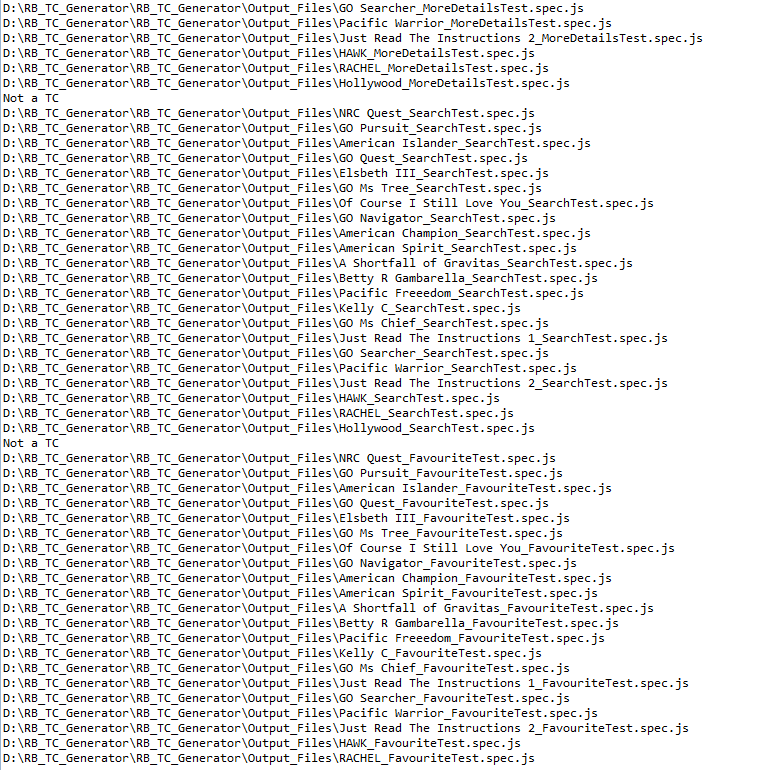 D:\RB_TC_Generator\RB_TC_Generator\Output_Files\GO Searcher_MoreDetailsTest.spec.js
D:\RB_TC_Generator\RB_TC_Generator\Output_Files\Pacific Warrior_MoreDetailsTest.spec.js
D:\RB_TC_Generator\RB_TC_Generator\Output_Files\Just Read The Instructions 2_MoreDetailsTest.spec.js
D:\RB_TC_Generator\RB_TC_Generator\Output_Files\HAWK_MoreDetailsTest.spec.js
D:\RB_TC_Generator\RB_TC_Generator\Output_Files\RACHEL_MoreDetailsTest.spec.js
D:\RB_TC_Generator\RB_TC_Generator\Output_Files\Hollywood_MoreDetailsTest.spec.js
Not a TC
D:\RB_TC_Generator\RB_TC_Generator\Output_Files\NRC Quest_SearchTest.spec.js
D:\RB_TC_Generator\RB_TC_Generator\Output_Files\GO Pursuit_SearchTest.spec.js
D:\RB_TC_Generator\RB_TC_Generator\Output_Files\American Islander_SearchTest.spec.js
D:\RB_TC_Generator\RB_TC_Generator\Output_Files\GO Quest_SearchTest.spec.js
D:\RB_TC_Generator\RB_TC_Generator\Output_Files\Elsbeth III_SearchTest.spec.js
D:\RB_TC_Generator\RB_TC_Generator\Output_Files\GO Ms Tree_SearchTest.spec.js
D:\RB_TC_Generator\RB_TC_Generator\Output_Files\Of Course I Still Love You_SearchTest.spec.js
D:\RB_TC_Generator\RB_TC_Generator\Output_Files\GO Navigator_SearchTest.spec.js
D:\RB_TC_Generator\RB_TC_Generator\Output_Files\American Champion_SearchTest.spec.js
D:\RB_TC_Generator\RB_TC_Generator\Output_Files\American Spirit_SearchTest.spec.js
D:\RB_TC_Generator\RB_TC_Generator\Output_Files\A Shortfall of Gravitas_SearchTest.spec.js
D:\RB_TC_Generator\RB_TC_Generator\Output_Files\Betty R Gambarella_SearchTest.spec.js
D:\RB_TC_Generator\RB_TC_Generator\Output_Files\Pacific Freeedom_SearchTest.spec.js
D:\RB_TC_Generator\RB_TC_Generator\Output_Files\Kelly C_SearchTest.spec.js
D:\RB_TC_Generator\RB_TC_Generator\Output_Files\GO Ms Chief_SearchTest.spec.js
D:\RB_TC_Generator\RB_TC_Generator\Output_Files\Just Read The Instructions 1_SearchTest.spec.js
D:\RB_TC_Generator\RB_TC_Generator\Output_Files\GO Searcher_SearchTest.spec.js
D:\RB_TC_Generator\RB_TC_Generator\Output_Files\Pacific Warrior_SearchTest.spec.js
D:\RB_TC_Generator\RB_TC_Generator\Output_Files\Just Read The Instructions 2_SearchTest.spec.js
D:\RB_TC_Generator\RB_TC_Generator\Output_Files\HAWK_SearchTest.spec.js
D:\RB_TC_Generator\RB_TC_Generator\Output_Files\RACHEL_SearchTest.spec.js
D:\RB_TC_Generator\RB_TC_Generator\Output_Files\Hollywood_SearchTest.spec.js
Not a TC
D:\RB_TC_Generator\RB_TC_Generator\Output_Files\NRC Quest_FavouriteTest.spec.js
D:\RB_TC_Generator\RB_TC_Generator\Output_Files\GO Pursuit_FavouriteTest.spec.js
D:\RB_TC_Generator\RB_TC_Generator\Output_Files\American Islander_FavouriteTest.spec.js
D:\RB_TC_Generator\RB_TC_Generator\Output_Files\GO Quest_FavouriteTest.spec.js
D:\RB_TC_Generator\RB_TC_Generator\Output_Files\Elsbeth III_FavouriteTest.spec.js
D:\RB_TC_Generator\RB_TC_Generator\Output_Files\GO Ms Tree_FavouriteTest.spec.js
D:\RB_TC_Generator\RB_TC_Generator\Output_Files\Of Course I Still Love You_FavouriteTest.spec.js
D:\RB_TC_Generator\RB_TC_Generator\Output_Files\GO Navigator_FavouriteTest.spec.js
D:\RB_TC_Generator\RB_TC_Generator\Output_Files\American Champion_FavouriteTest.spec.js
D:\RB_TC_Generator\RB_TC_Generator\Output_Files\American Spirit_FavouriteTest.spec.js
D:\RB_TC_Generator\RB_TC_Generator\Output_Files\A Shortfall of Gravitas_FavouriteTest.spec.js
D:\RB_TC_Generator\RB_TC_Generator\Output_Files\Betty R Gambarella_FavouriteTest.spec.js
D:\RB_TC_Generator\RB_TC_Generator\Output_Files\Pacific Freeedom_FavouriteTest.spec.js
D:\RB_TC_Generator\RB_TC_Generator\Output_Files\Kelly C_FavouriteTest.spec.js
D:\RB_TC_Generator\RB_TC_Generator\Output_Files\GO Ms Chief_FavouriteTest.spec.js
D:\RB_TC_Generator\RB_TC_Generator\Output_Files\Just Read The Instructions 1_FavouriteTest.spec.js
D:\RB_TC_Generator\RB_TC_Generator\Output_Files\GO Searcher_FavouriteTest.spec.js
D:\RB_TC_Generator\RB_TC_Generator\Output_Files\Pacific Warrior_FavouriteTest.spec.js
D:\RB_TC_Generator\RB_TC_Generator\Output_Files\Just Read The Instructions 2_FavouriteTest.spec.js
D:\RB_TC_Generator\RB_TC_Generator\Output_Files\HAWK_FavouriteTest.spec.js
D:\RB_TC_Generator\RB_TC_Generator\Output_Files\RACHEL_FavouriteTest.spec.js